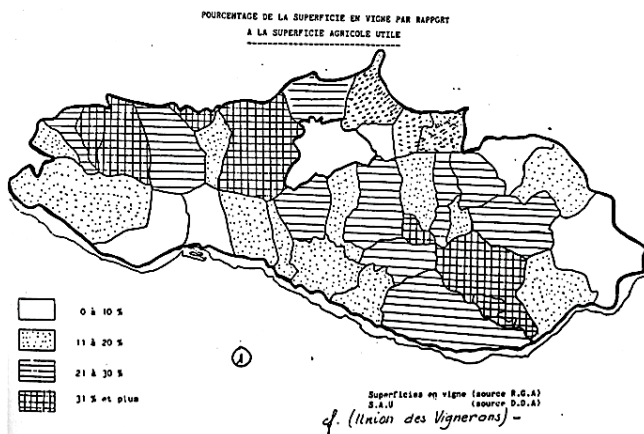 POURCENTAGE DE LA SUPERFICIE EN VIGNE PAR RAPPORT
A LA SUPERFICIE AGRICOLE UTILE
0 à 10 %
11 à 20 %
21 à 30 %
31 % et plus
1
Superficies en vigne (source R.G.A)
S.A.U (source D.D.A)
cf. (Union des Vignerons) -